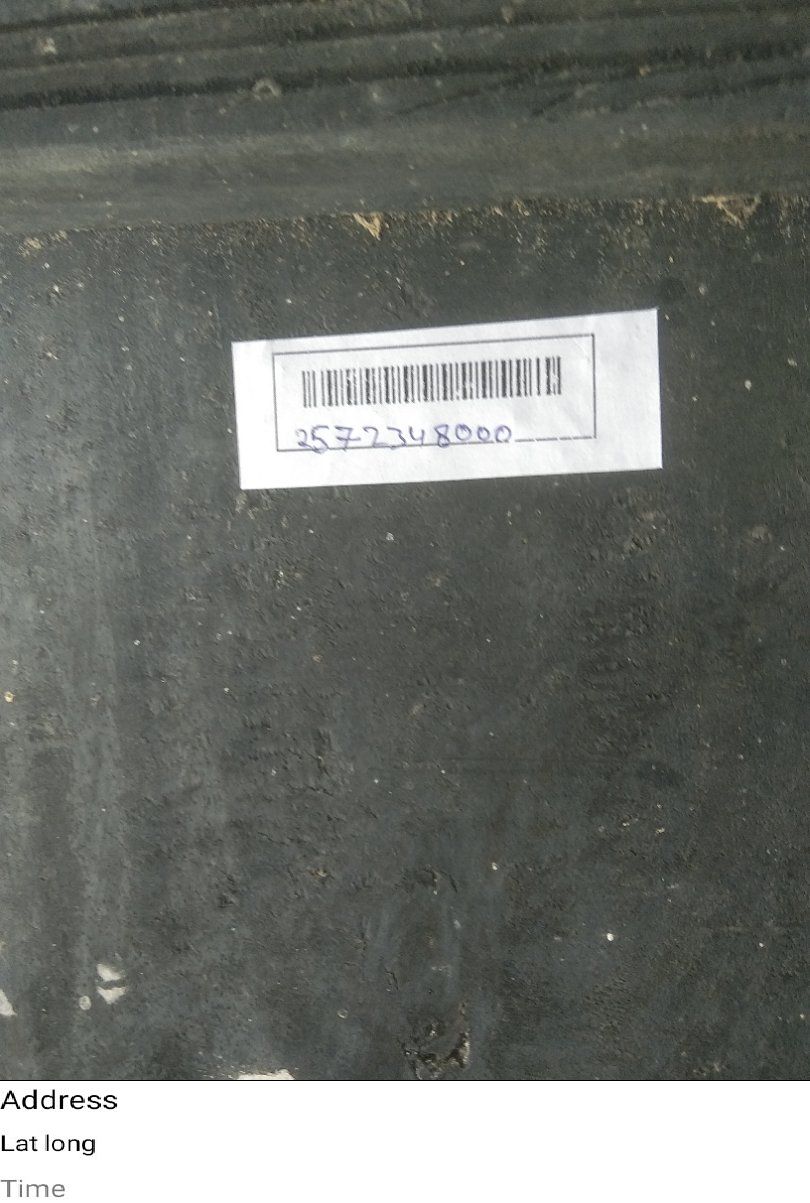 2572348000
Address
Lat long
Time